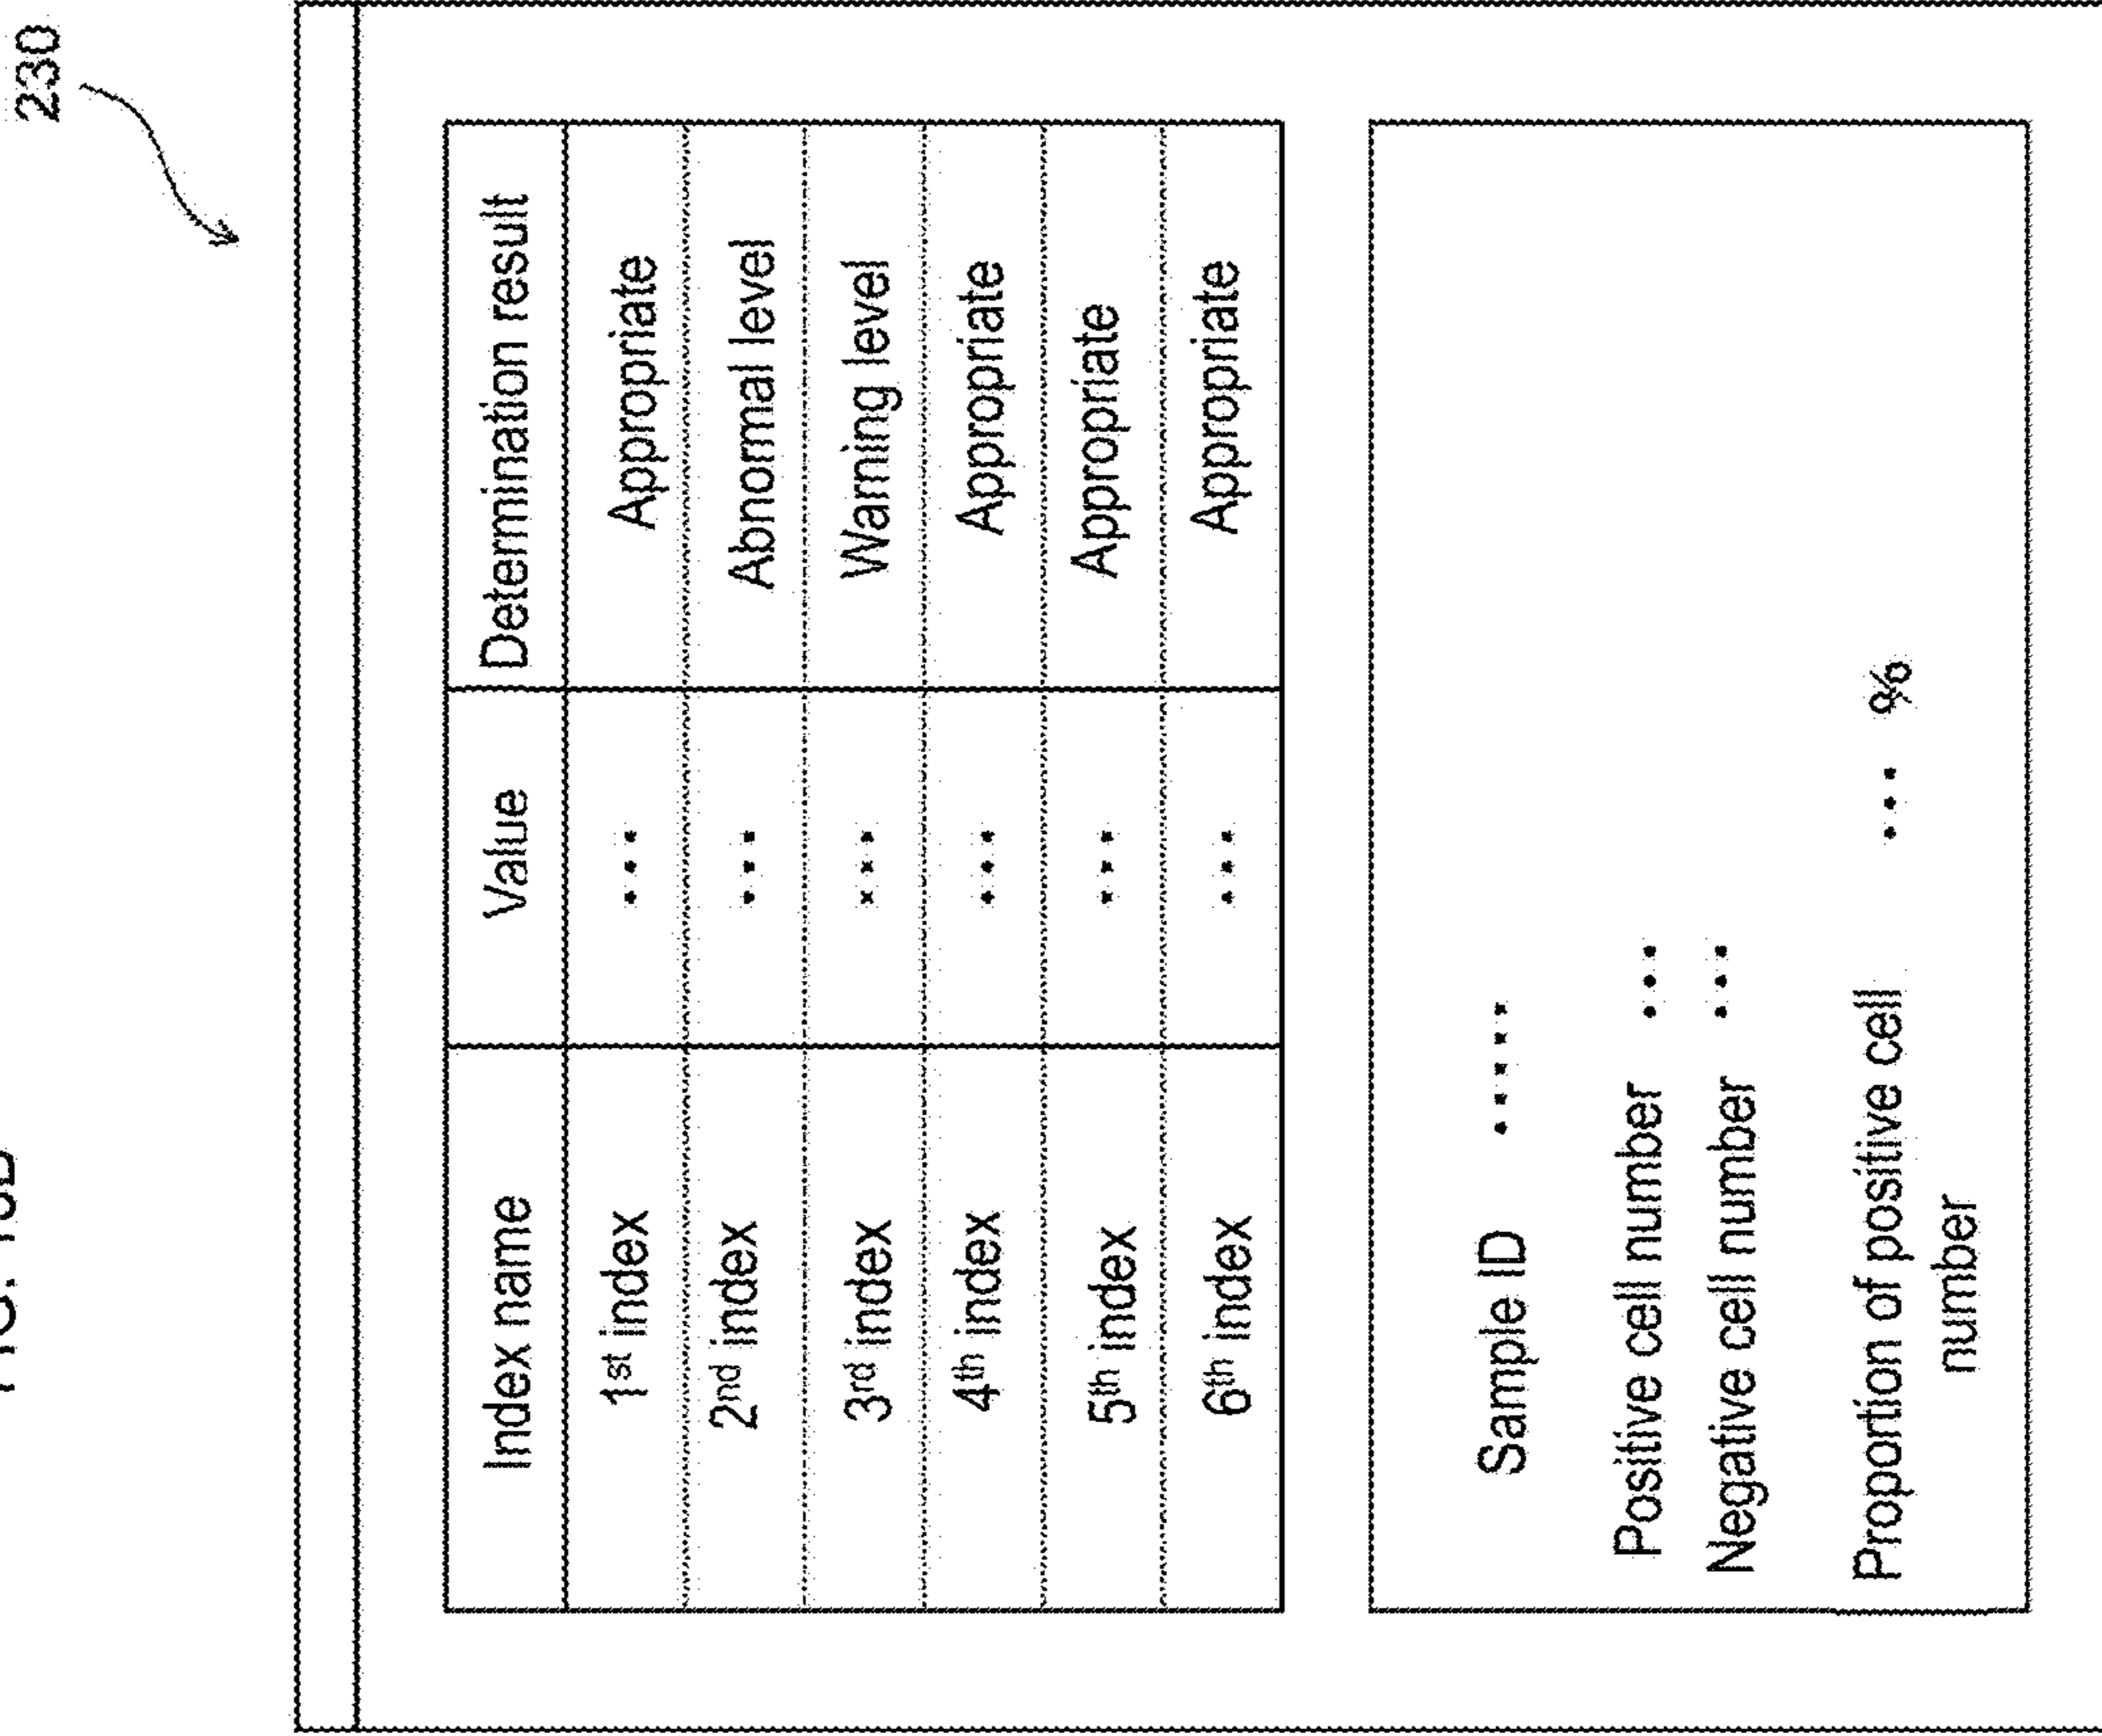 230
Index name Value Determination result
1st index ... Appropriate
2nd index ... Abnormal level
3rd index ... Warning level
4th index ... Appropriate
5th index ... Appropriate
6th index ... Appropriate
Sample ID .....
Positive cell number ...
Negative cell number ...
Proportion of positive cell ... %
number